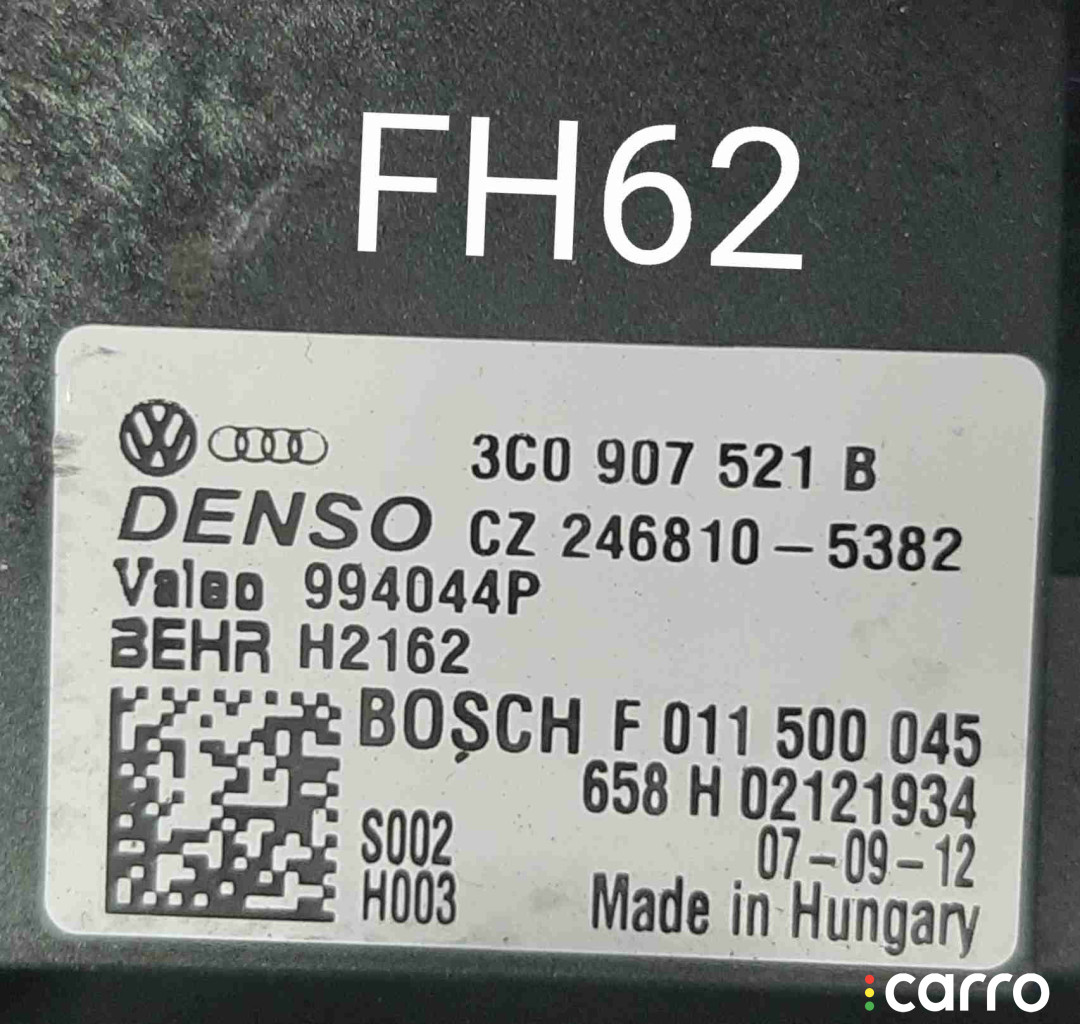 FH62
3C0 907 521 B
DENSO CZ 246810-5382
Valeo 994044P
BEHR H2162
BOSCH F 011 500 045
658 H 02121934
S002
07-09-12
H003
Made in Hungary
carro